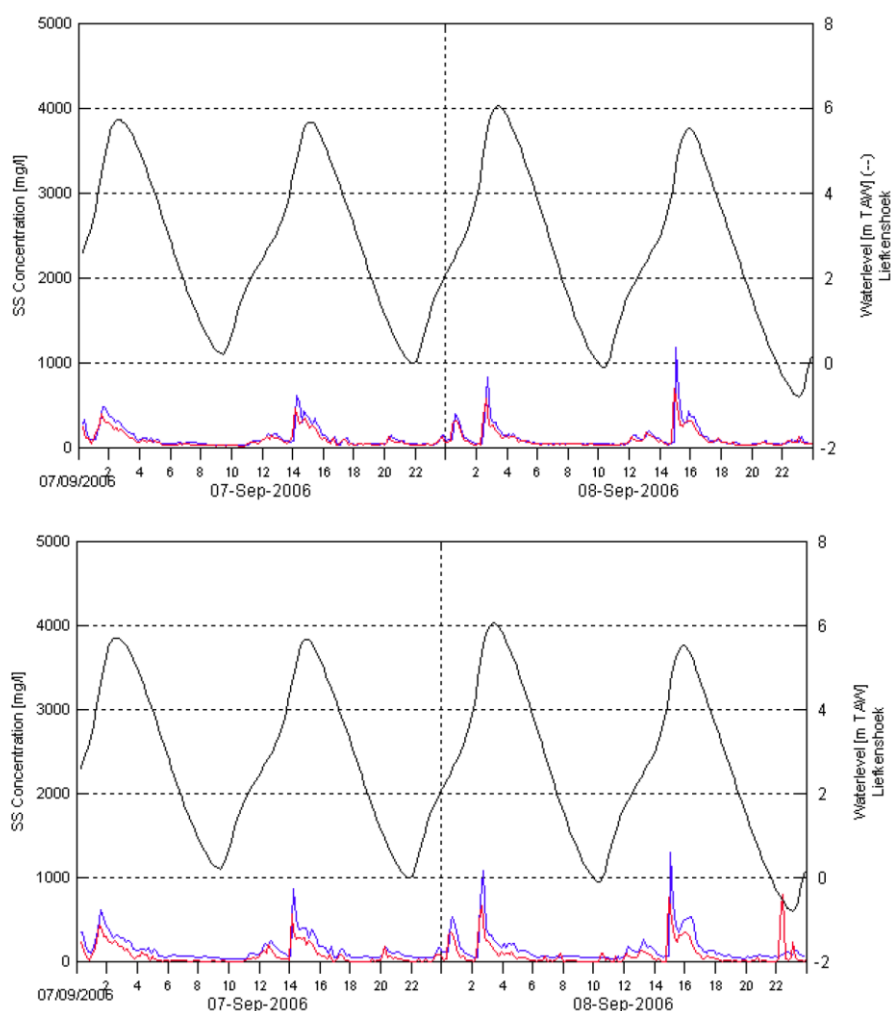 5000
4000
3000
2000
1000
0
SS Concentration [mg/l]
8
6
4
2
0
-2
Waterlevel [m TAW] (--)
Liefkenshoek
2 4 6 8 10 12 14 16 18 20 22 2 4 6 8 10 12 14 16 18 20 22
07/09/2006
07-Sep-2006 08-Sep-2006
5000
4000
3000
2000
1000
0
SS Concentration [mg/l]
8
6
4
2
0
-2
Waterlevel [m TAW]
Liefkenshoek
2 4 6 8 10 12 14 16 18 20 22 2 4 6 8 10 12 14 16 18 20 22
07/09/2006
07-Sep-2006 08-Sep-2006